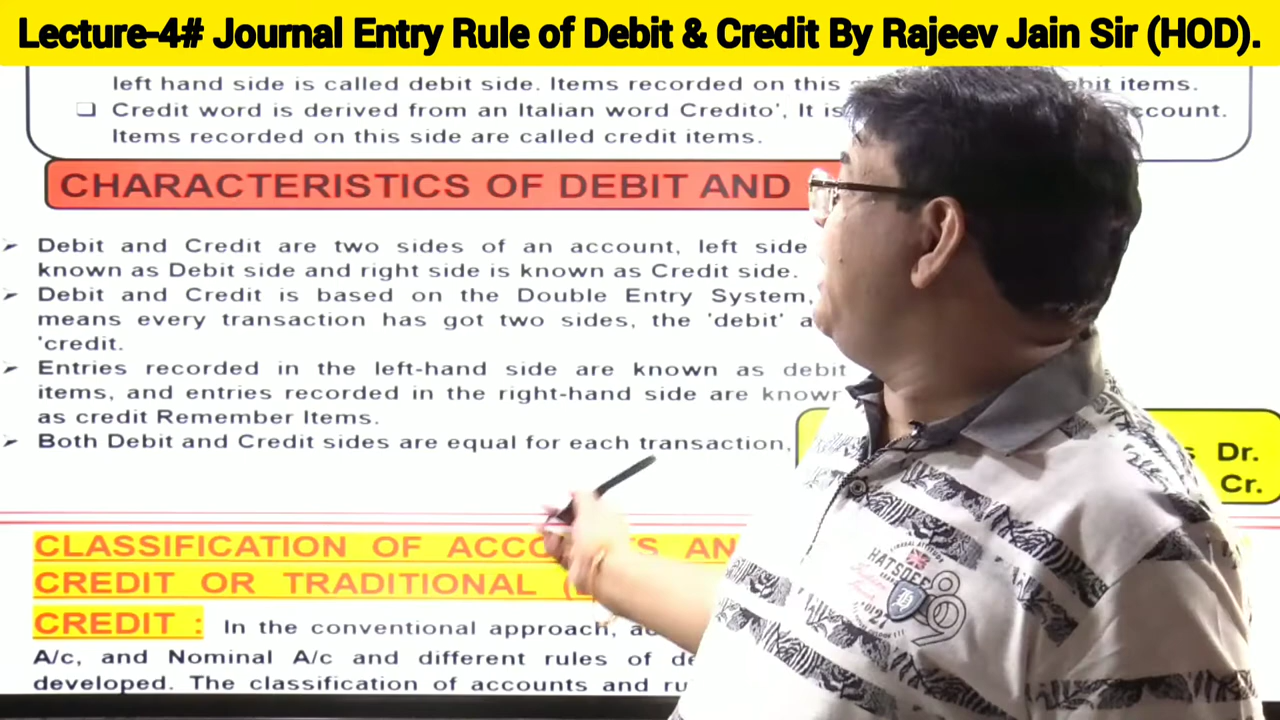 Lecture-4# Journal Entry Rule of Debit & Credit By Rajeev Jain Sir (HOD).
left hand side is called debit side. Items recorded on this items.
❑ Credit word is derived from an Italian word Credito', It is account.
Items recorded on this side are called credit items.
CHARACTERISTICS OF DEBIT AND
➢ Debit and Credit are two sides of an account, left side
known as Debit side and right side is known as Credit side.
➢ Debit and Credit is based on the Double Entry System,
means every transaction has got two sides, the 'debit'
'credit.
➢ Entries recorded in the left-hand side are known as debit
items, and entries recorded in the right-hand side are known
as credit Remember Items.
➢ Both Debit and Credit sides are equal for each transaction,
Dr.
Cr.
CLASSIFICATION OF
CREDIT OR TRADITIONAL
CREDIT : In the conventional approach,
A/c, and Nominal A/c and different rules of
developed. The classification of accounts and
HATSOFF